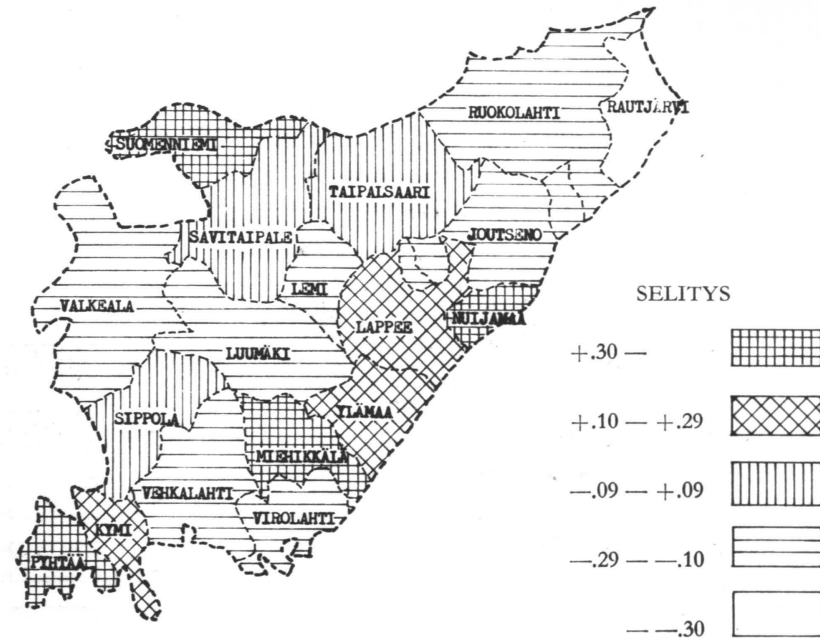 RUOKOLAHTI
RAUTJÄRVI
SUOMENNIEMI
TAIPALSAARI
SAVITAIPALE
JOUTSENO
LEMI
VALKEALA
NUIJAMAA
LAPPEE
LUUMÄKI
YLÄMAA
SIPPOLA
MIEHIKKÄLÄ
VEHKALAHTI
VIROLAHTI
KYMI
PYHTÄÄ
SELITYS
+.30 —
+.10 — +.29
—.09 — +.09
—.29 — —.10
— —.30